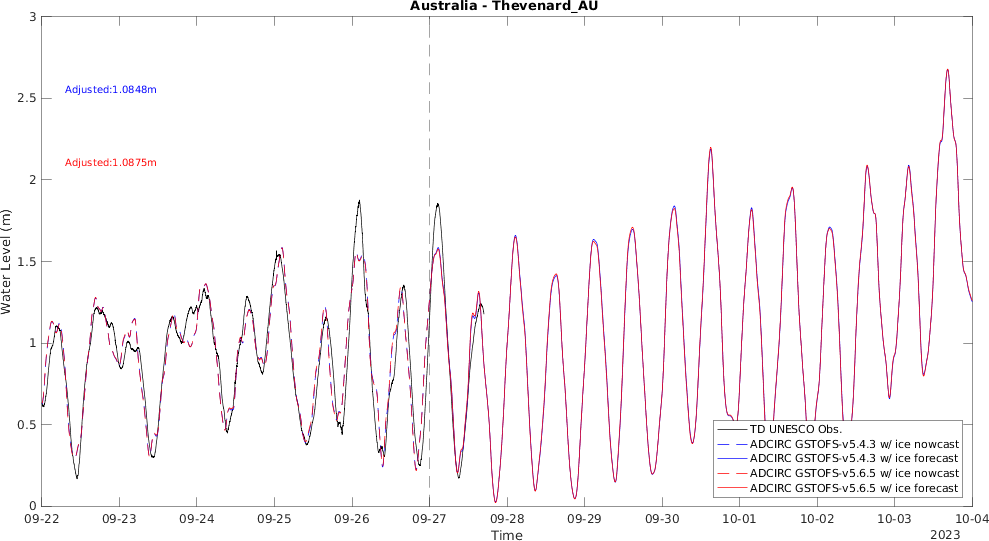 Australia - Thevenard_AU
3
2.5
2
1.5
1
0.5
0
Water Level (m)
Adjusted:1.0848m
Adjusted:1.0875m
TD UNESCO Obs.
ADCIRC GSTOFS-v5.4.3 w/ ice nowcast
ADCIRC GSTOFS-v5.4.3 w/ ice forecast
ADCIRC GSTOFS-v5.6.5 w/ ice nowcast
ADCIRC GSTOFS-v5.6.5 w/ ice forecast
09-22 09-23 09-24 09-25 09-26 09-27 09-28 09-29 09-30 10-01 10-02 10-03 10-04
Time
2023